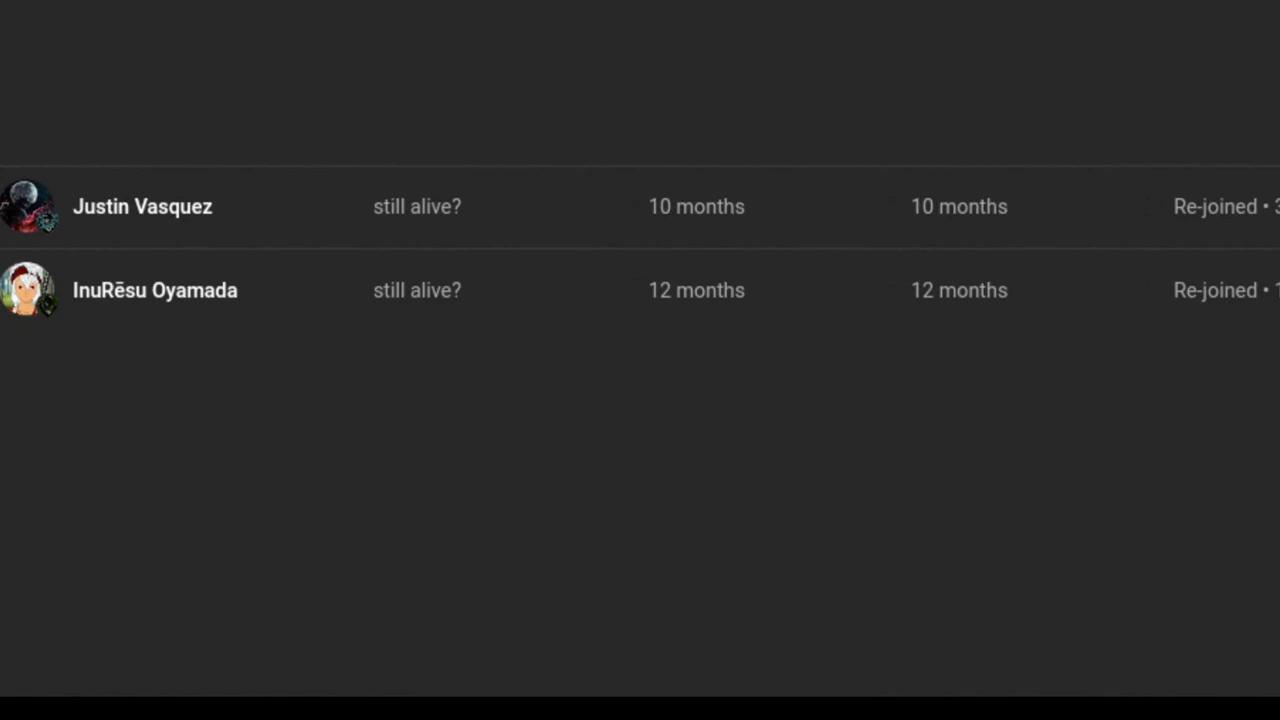 Justin Vasquez still alive? 10 months 10 months Re-joined •
InuRēsu Oyamada still alive? 12 months 12 months Re-joined •